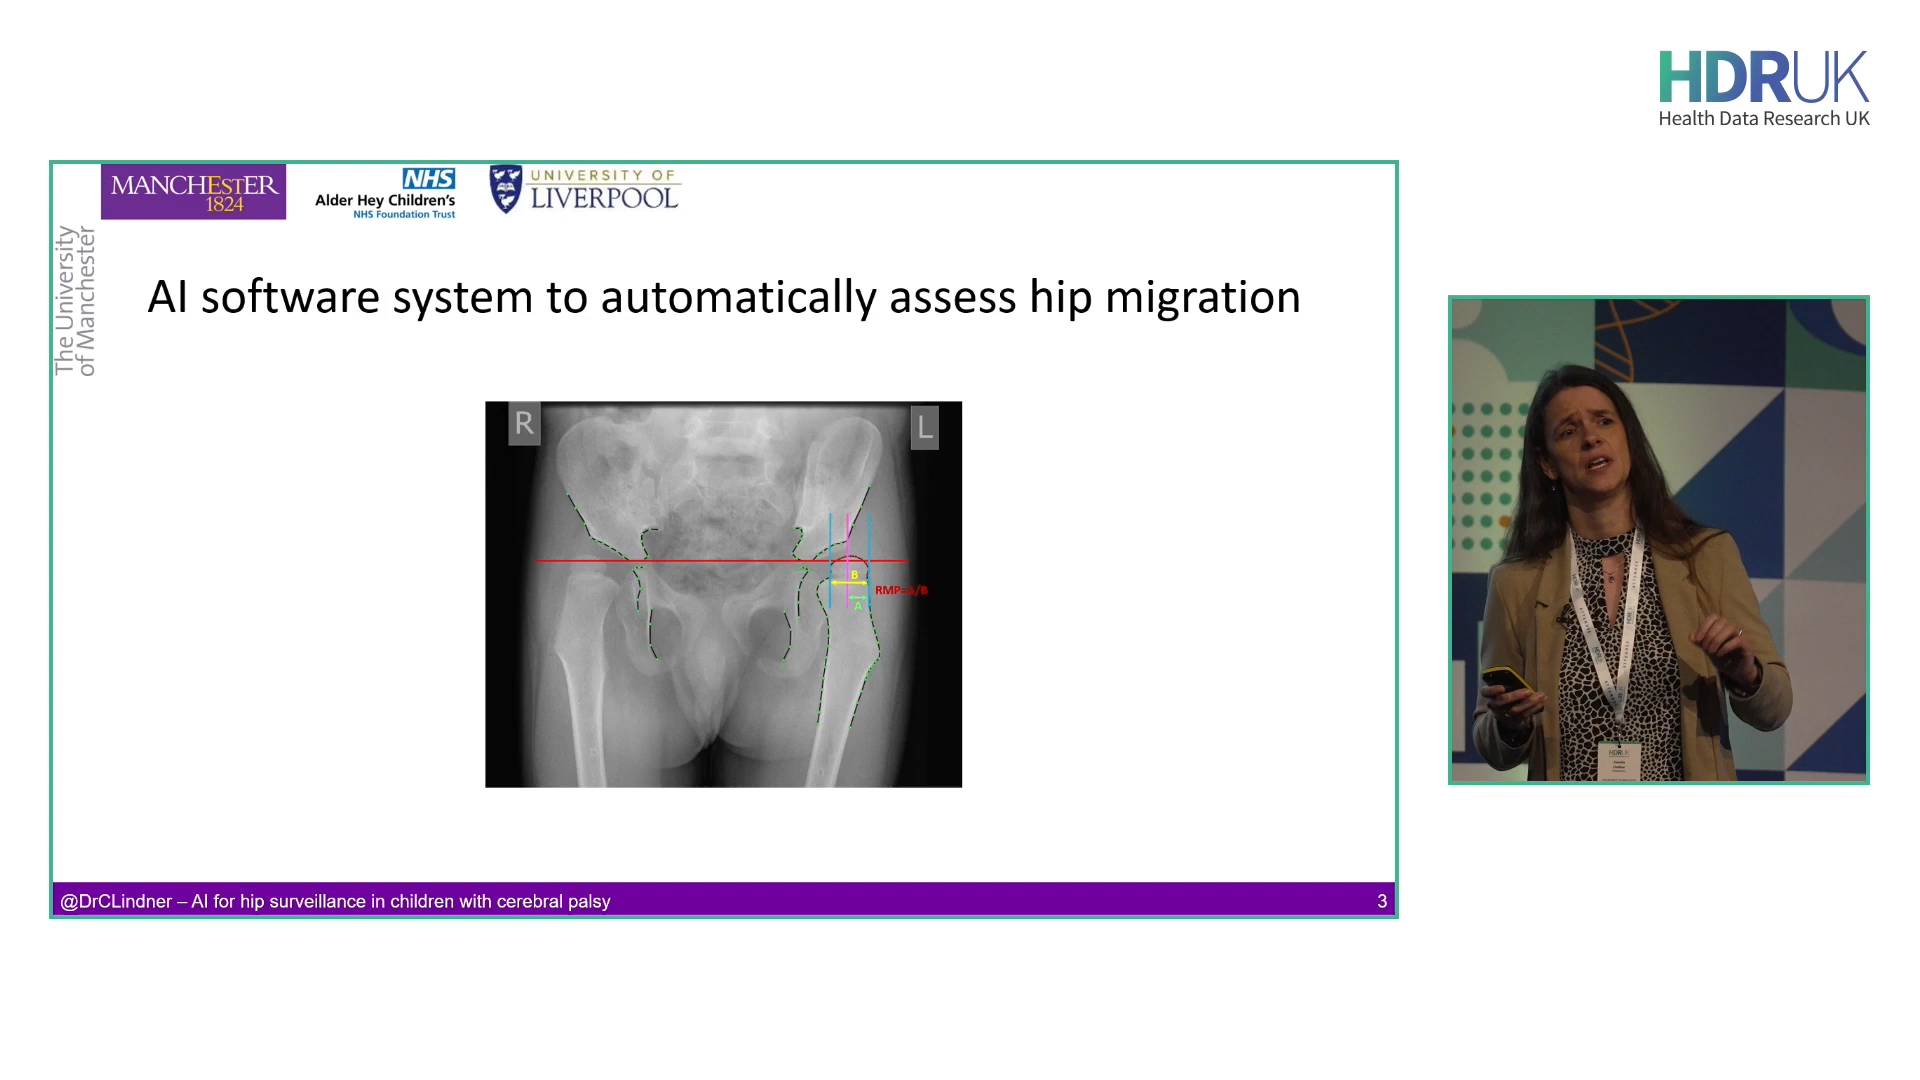 HDRUK
Health Data Research UK
MANCHESTER
1824
The University
of Manchester
NHS
Alder Hey Children's
NHS Foundation Trust
UNIVERSITY OF
LIVERPOOL
AI software system to automatically assess hip migration
R
L
B
RMP=A/B
A
@DrCLindner – AI for hip surveillance in children with cerebral palsy
3
HDRUK